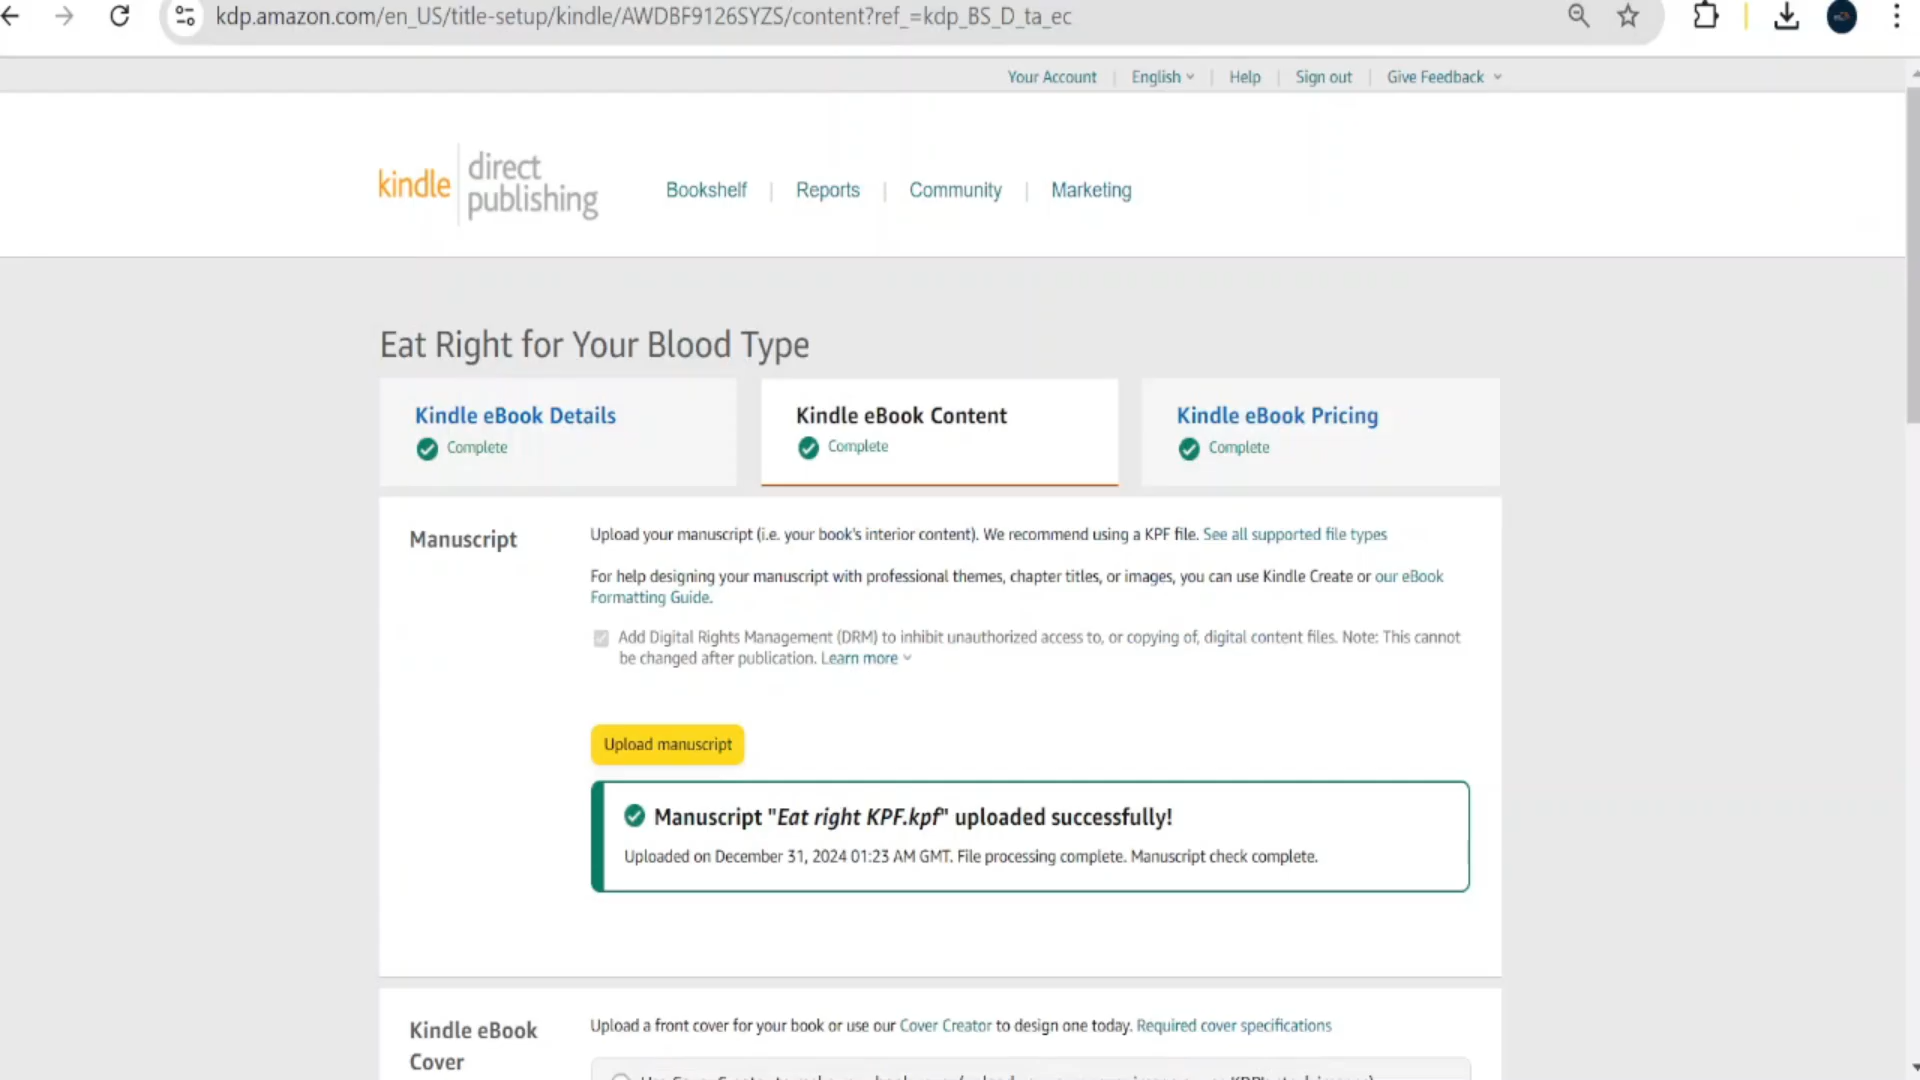 kdp.amazon.com/en_US/title-setup/kindle/AWDBF9126SYZS/content?ref_=kdp_BS_D_ta_ec
Your Account | English | Help | Sign out | Give Feedback
kindle direct publishing
Bookshelf | Reports | Community | Marketing
Eat Right for Your Blood Type
Kindle eBook Details
Complete
Kindle eBook Content
Complete
Kindle eBook Pricing
Complete
Manuscript
Upload your manuscript (i.e. your book's interior content). We recommend using a KPF file. See all supported file types
For help designing your manuscript with professional themes, chapter titles, or images, you can use Kindle Create or our eBook
Formatting Guide.
Add Digital Rights Management (DRM) to inhibit unauthorized access to, or copying of, digital content files. Note: This cannot
be changed after publication. Learn more
Upload manuscript
Manuscript "Eat right KPF.kpf" uploaded successfully!
Uploaded on December 31, 2024 01:23 AM GMT. File processing complete. Manuscript check complete.
Kindle eBook
Cover
Upload a front cover for your book or use our Cover Creator to design one today. Required cover specifications